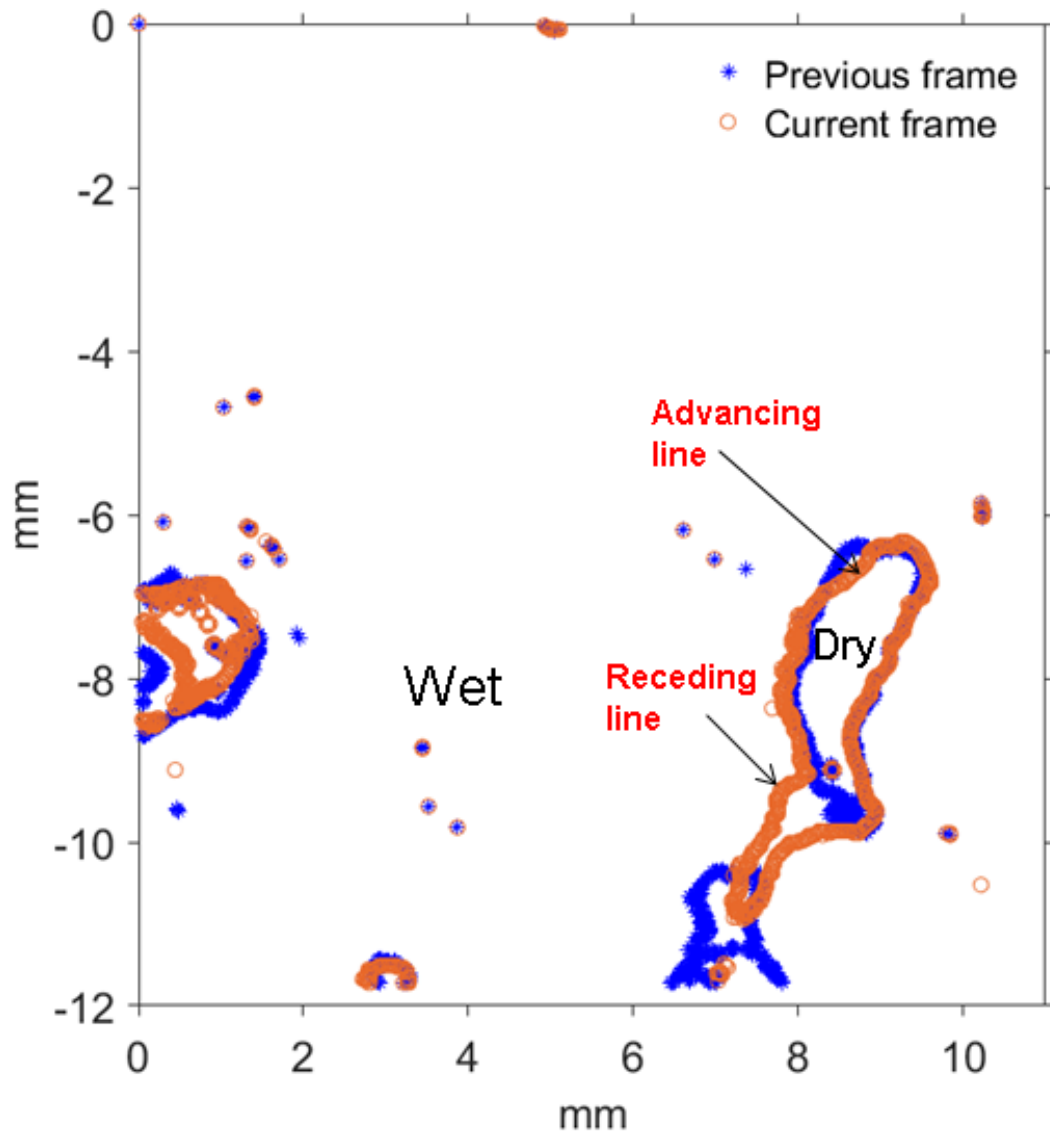 0
-2
-4
-6
-8
-10
-12
mm
Previous frame
Current frame
Advancing
line
Dry
Receding
line
Wet
0 2 4 6 8 10
mm